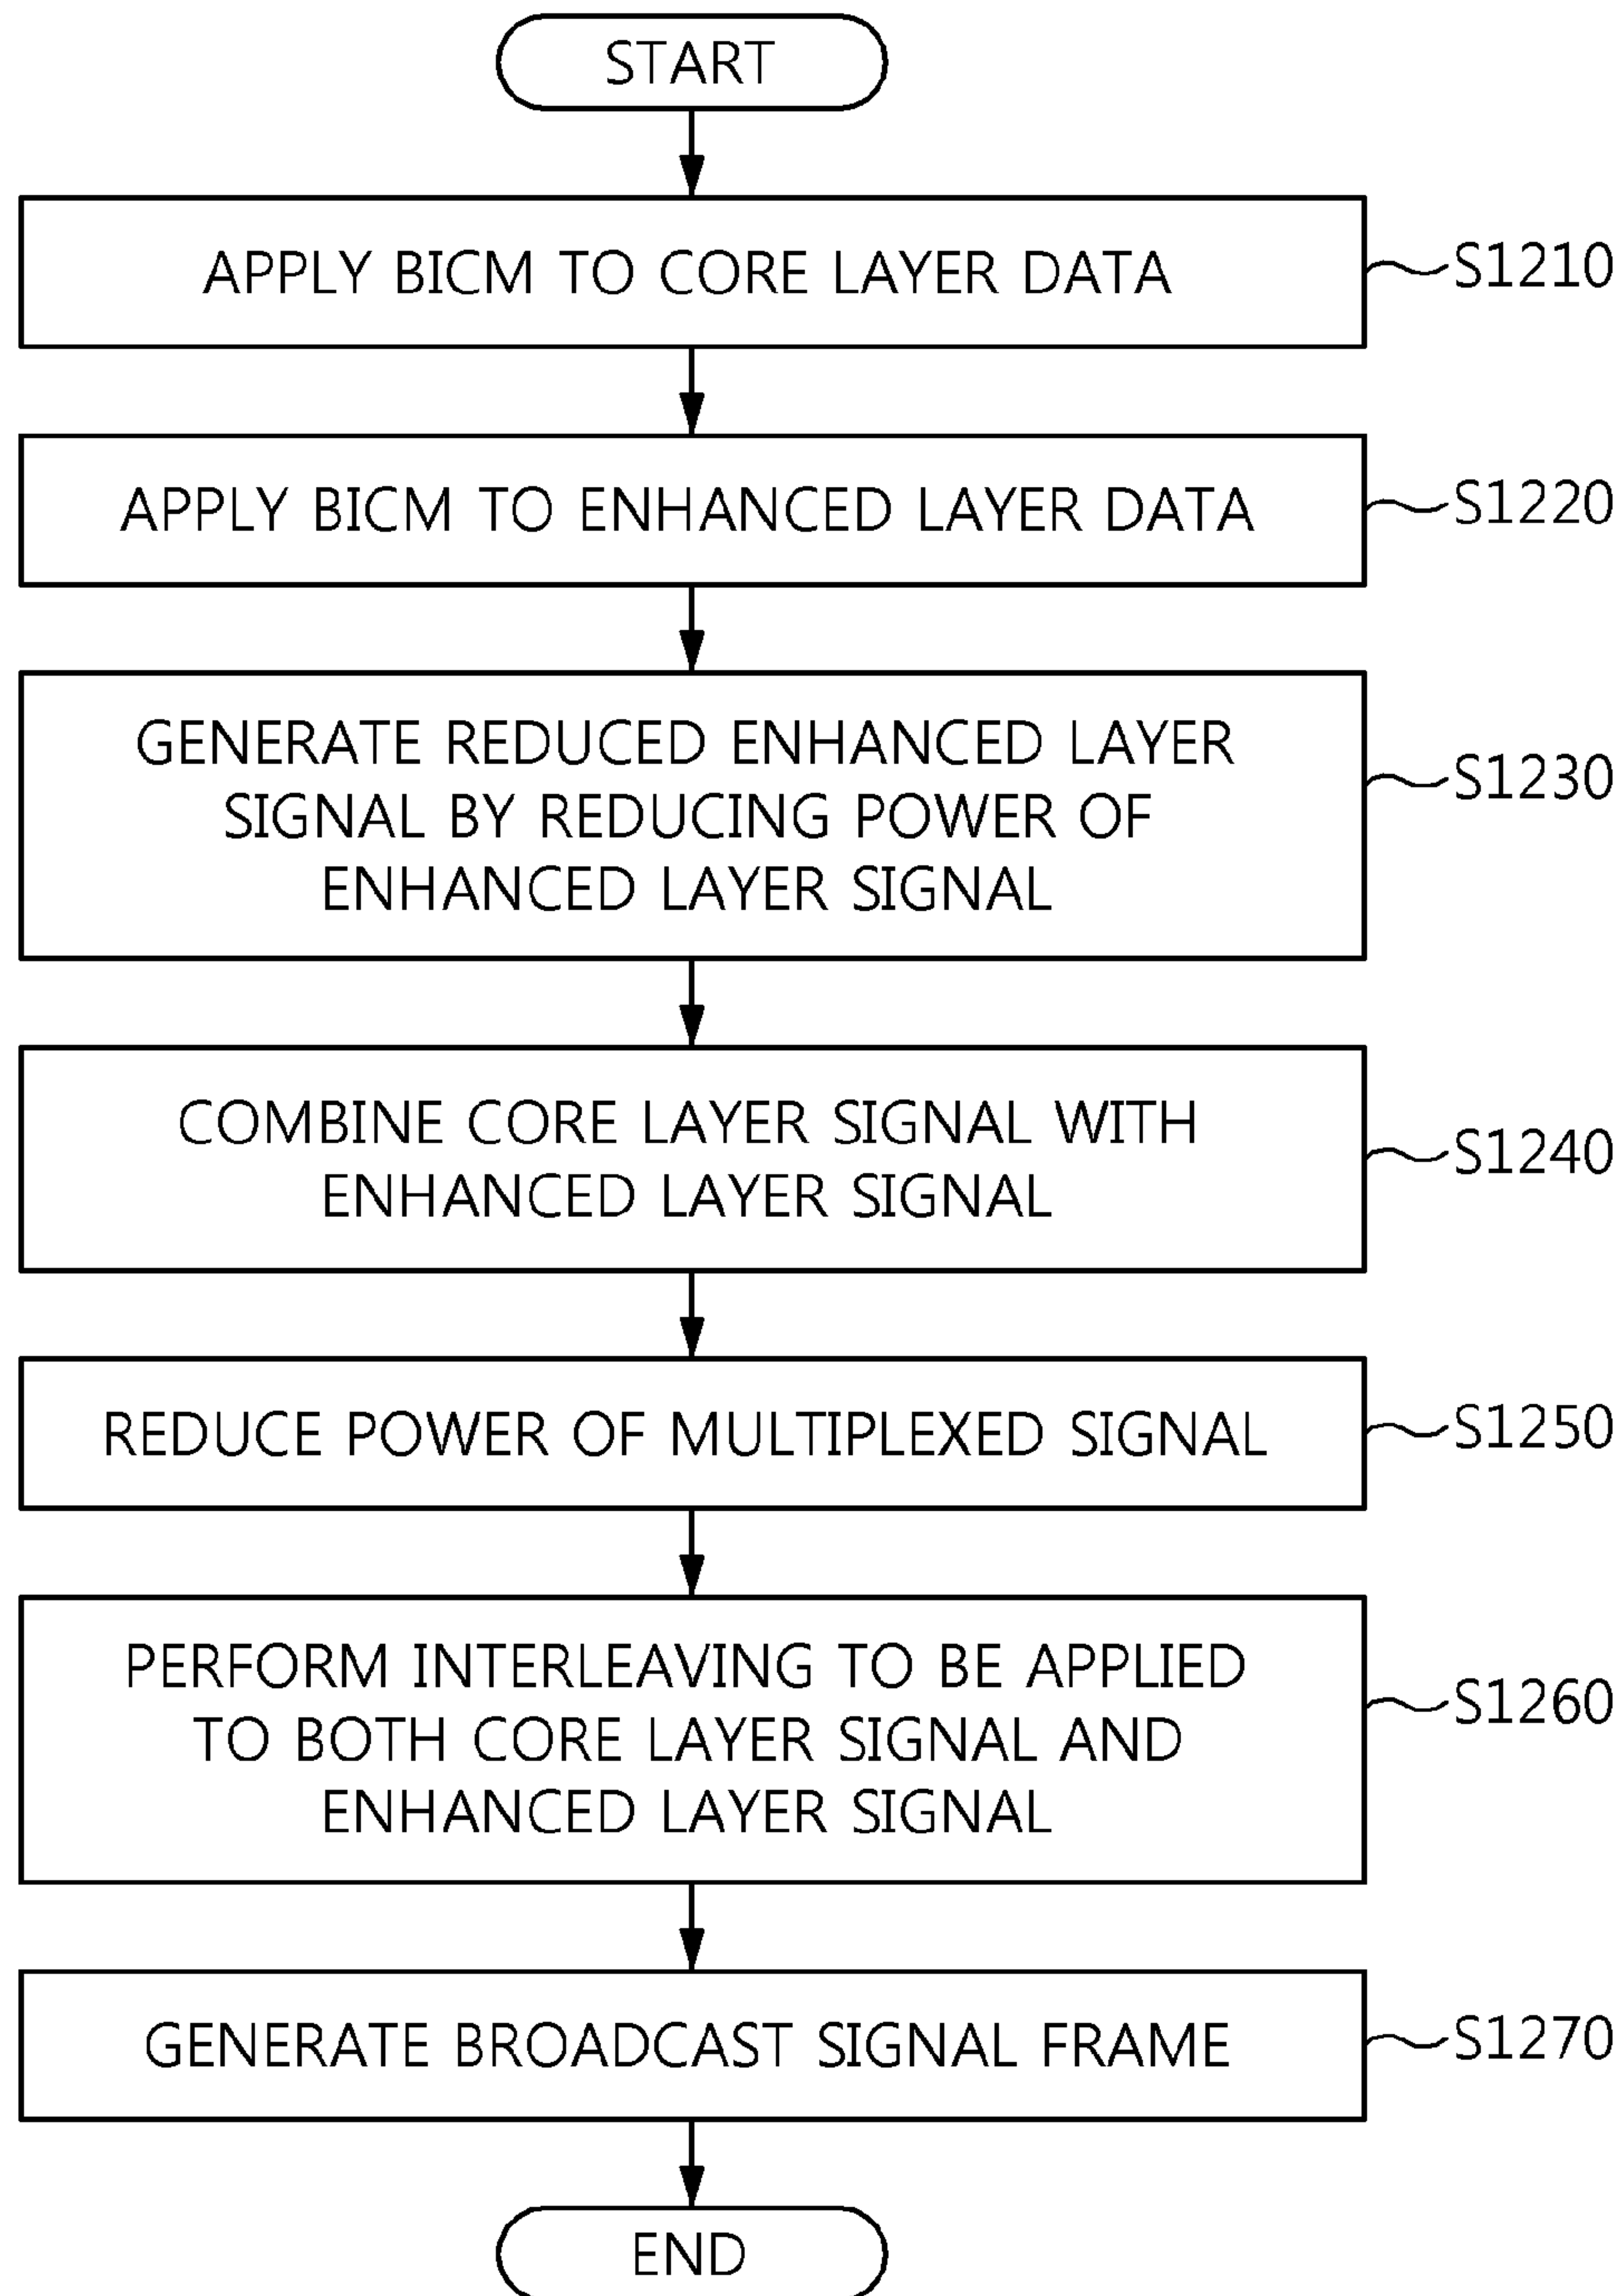 START
APPLY BICM TO CORE LAYER DATA
S1210
APPLY BICM TO ENHANCED LAYER DATA
S1220
GENERATE REDUCED ENHANCED LAYER
SIGNAL BY REDUCING POWER OF
ENHANCED LAYER SIGNAL
S1230
COMBINE CORE LAYER SIGNAL WITH
ENHANCED LAYER SIGNAL
S1240
REDUCE POWER OF MULTIPLEXED SIGNAL
S1250
PERFORM INTERLEAVING TO BE APPLIED
TO BOTH CORE LAYER SIGNAL AND
ENHANCED LAYER SIGNAL
S1260
GENERATE BROADCAST SIGNAL FRAME
S1270
END